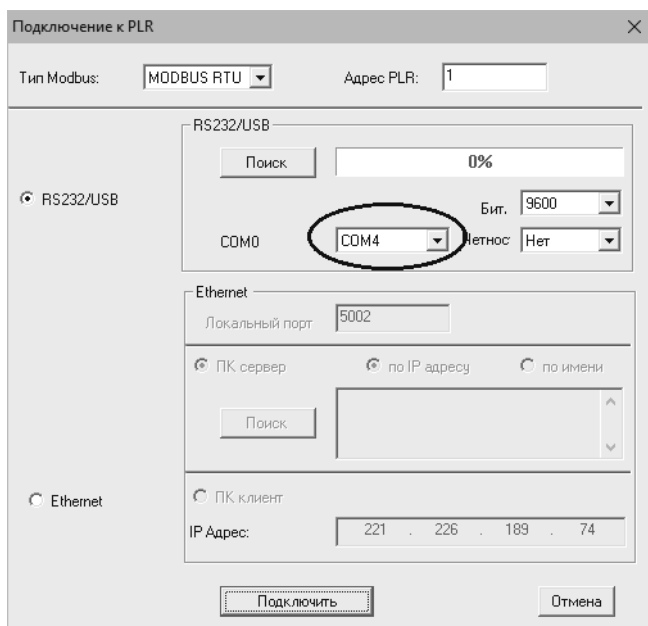 Подключение к PLR
Тип Modbus: MODBUS RTU Адрес PLR: 1
RS232/USB
Поиск 0%
RS232/USB
Бит. 9600
COM0 COM4 Четнос Нет
Ethernet
Локальный порт 5002
ПК сервер по IP адресу по имени
Поиск
Ethernet
ПК клиент
IP Адрес: 221 . 226 . 189 . 74
Подключить Отмена